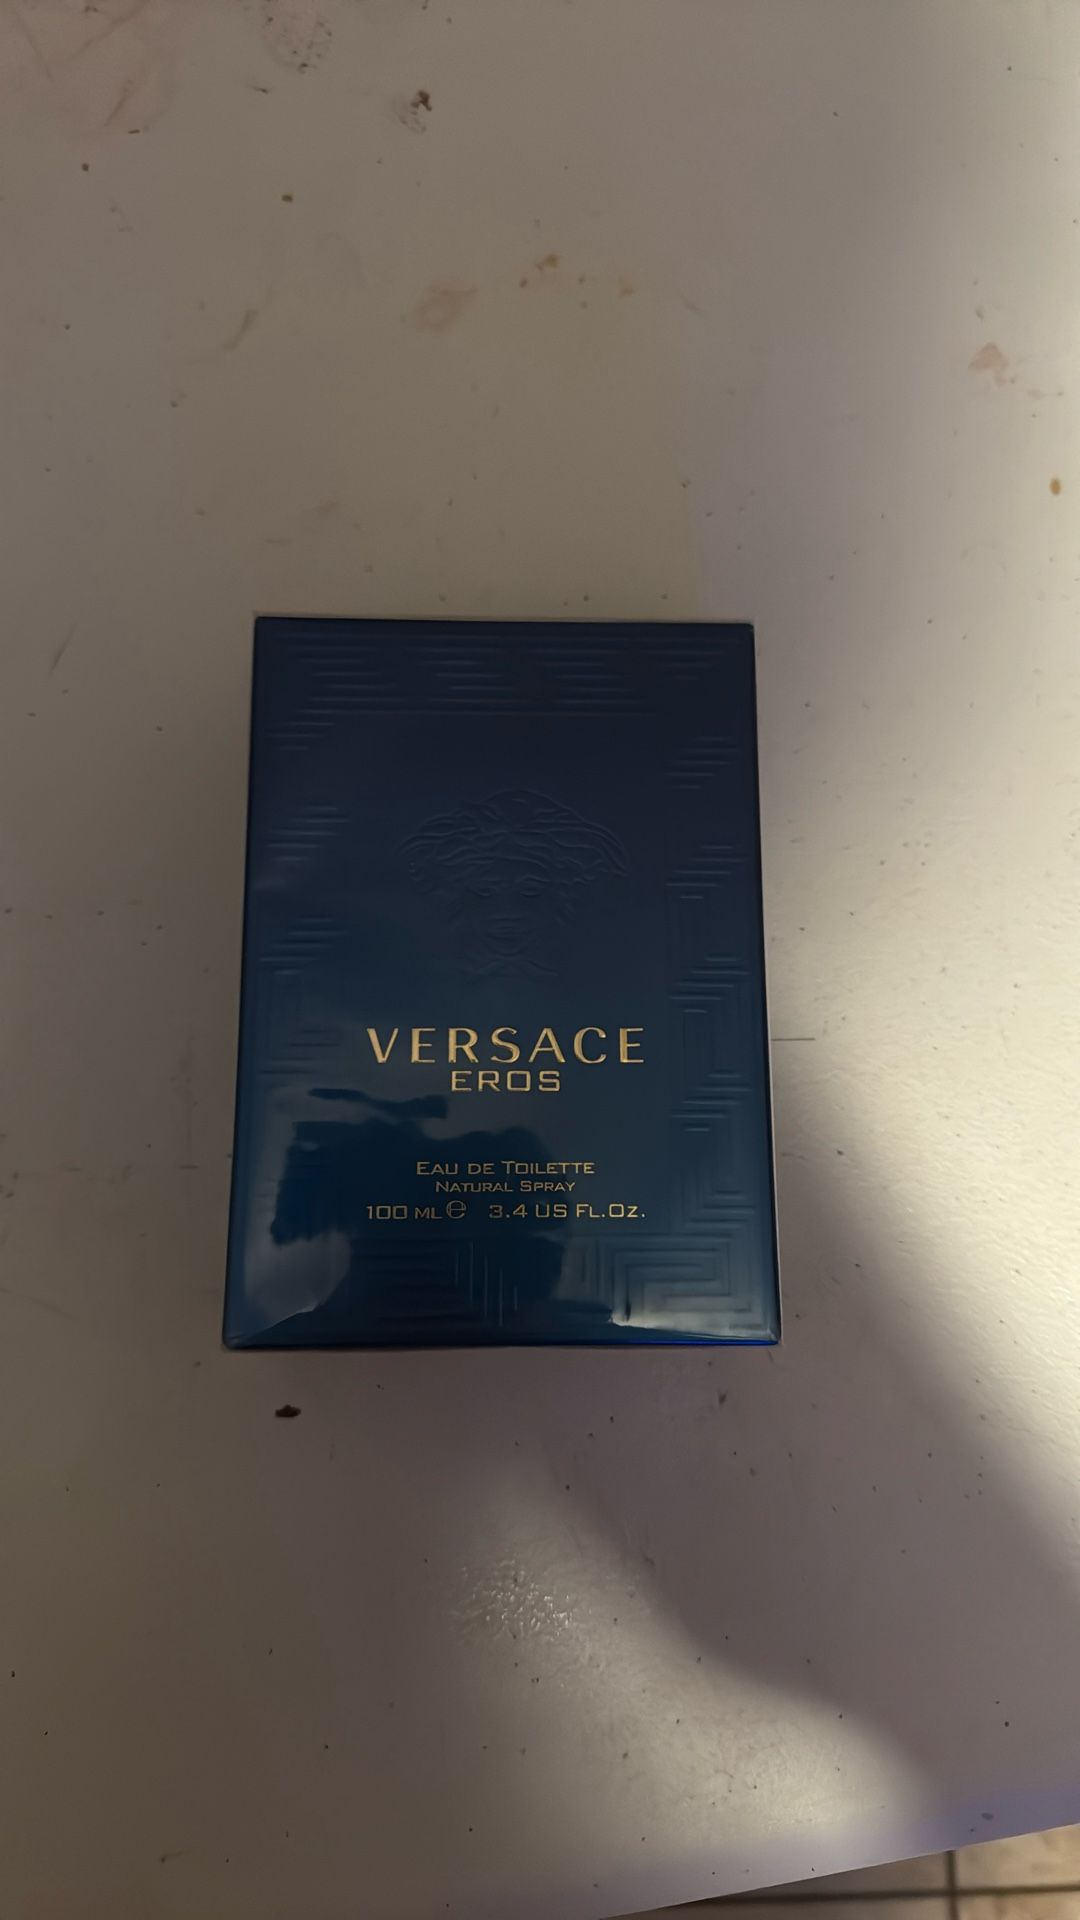 VERSACE
EROS
EAU DE TOILETTE
NATURAL SPRAY
100 ML ℮ 3.4 US FL.OZ.